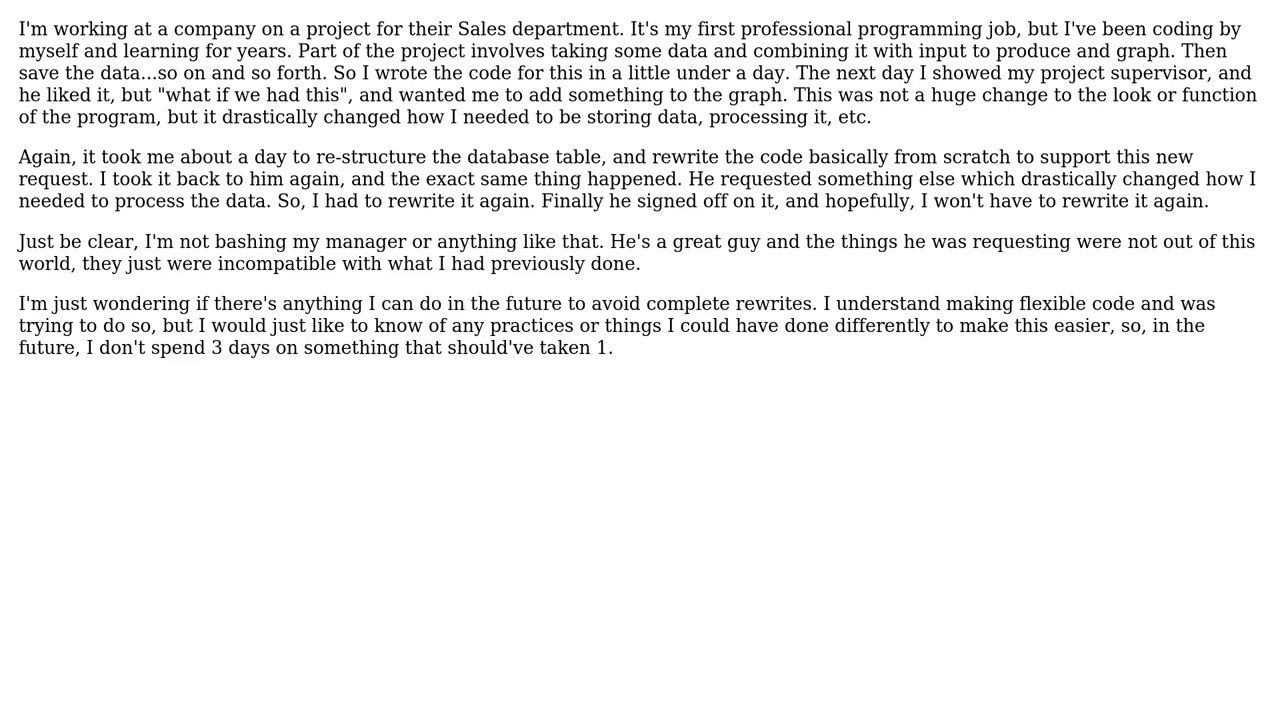 I'm working at a company on a project for their Sales department. It's my first professional programming job, but I've been coding by
myself and learning for years. Part of the project involves taking some data and combining it with input to produce and graph. Then
save the data...so on and so forth. So I wrote the code for this in a little under a day. The next day I showed my project supervisor, and
he liked it, but "what if we had this", and wanted me to add something to the graph. This was not a huge change to the look or function
of the program, but it drastically changed how I needed to be storing data, processing it, etc.
Again, it took me about a day to re-structure the database table, and rewrite the code basically from scratch to support this new
request. I took it back to him again, and the exact same thing happened. He requested something else which drastically changed how I
needed to process the data. So, I had to rewrite it again. Finally he signed off on it, and hopefully, I won't have to rewrite it again.
Just be clear, I'm not bashing my manager or anything like that. He's a great guy and the things he was requesting were not out of this
world, they just were incompatible with what I had previously done.
I'm just wondering if there's anything I can do in the future to avoid complete rewrites. I understand making flexible code and was
trying to do so, but I would just like to know of any practices or things I could have done differently to make this easier, so, in the
future, I don't spend 3 days on something that should've taken 1.